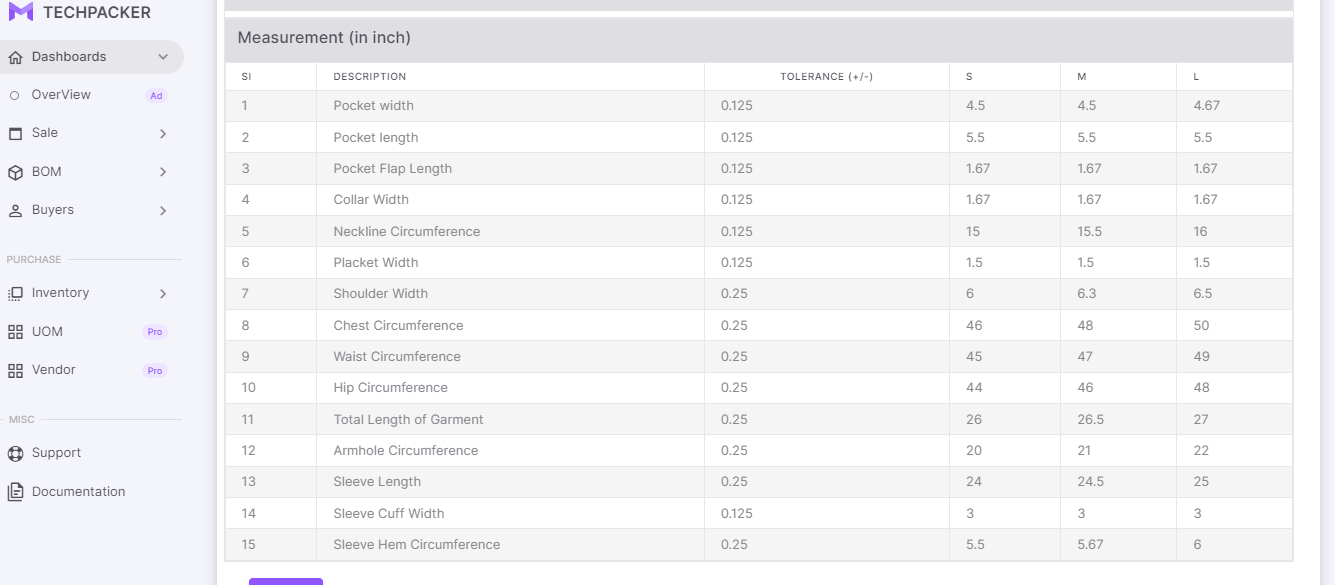 TECHPACKER
Dashboards
OverView Ad
Sale
BOM
Buyers
PURCHASE
Inventory
UOM Pro
Vendor Pro
MISC
Support
Documentation
Measurement (in inch)
SI DESCRIPTION TOLERANCE (+/-) S M L
1 Pocket width 0.125 4.5 4.5 4.67
2 Pocket length 0.125 5.5 5.5 5.5
3 Pocket Flap Length 0.125 1.67 1.67 1.67
4 Collar Width 0.125 1.67 1.67 1.67
5 Neckline Circumference 0.125 15 15.5 16
6 Placket Width 0.125 1.5 1.5 1.5
7 Shoulder Width 0.25 6 6.3 6.5
8 Chest Circumference 0.25 46 48 50
9 Waist Circumference 0.25 45 47 49
10 Hip Circumference 0.25 44 46 48
11 Total Length of Garment 0.25 26 26.5 27
12 Armhole Circumference 0.25 20 21 22
13 Sleeve Length 0.25 24 24.5 25
14 Sleeve Cuff Width 0.125 3 3 3
15 Sleeve Hem Circumference 0.25 5.5 5.67 6